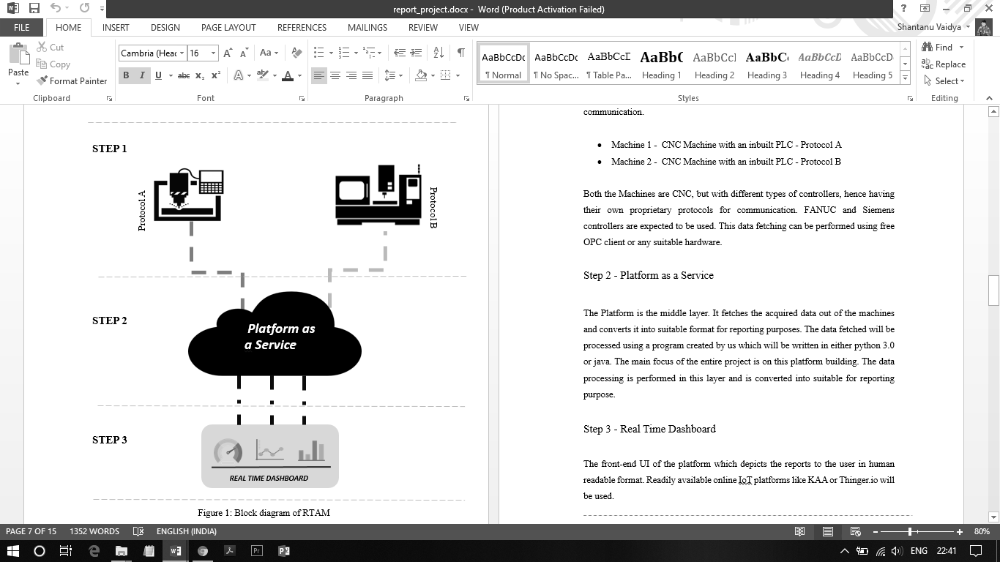 report_project.docx - Word (Product Activation Failed)
FILE HOME INSERT DESIGN PAGE LAYOUT REFERENCES MAILINGS REVIEW VIEW
Shantanu Vaidya
Paste
Cut
Copy
Format Painter
Clipboard
Cambria (Head 16
Font
Paragraph
AaBbCcDc AaBbCcDc AaBbCcD AaBbC AaBbCcI AaBbCc AaBbCcD AaBbCcD
¶ Normal ¶ No Spac... ¶ Table Pa... Heading 1 Heading 2 Heading 3 Heading 4 Heading 5
Styles
Find
Replace
Select
Editing
STEP 1
Protocol A
Protocol B
STEP 2
Platform as
a Service
STEP 3
REAL TIME DASHBOARD
Figure 1: Block diagram of RTAM
communication.
• Machine 1 - CNC Machine with an inbuilt PLC - Protocol A
• Machine 2 - CNC Machine with an inbuilt PLC - Protocol B
Both the Machines are CNC, but with different types of controllers, hence having
their own proprietary protocols for communication. FANUC and Siemens
controllers are expected to be used. This data fetching can be performed using free
OPC client or any suitable hardware.
Step 2 - Platform as a Service
The Platform is the middle layer. It fetches the acquired data out of the machines
and converts it into suitable format for reporting purposes. The data fetched will be
processed using a program created by us which will be written in either python 3.0
or java. The main focus of the entire project is on this platform building. The data
processing is performed in this layer and is converted into suitable for reporting
purpose.
Step 3 - Real Time Dashboard
The front-end UI of the platform which depicts the reports to the user in human
readable format. Readily available online IoT platforms like KAA or Thinger.io will
be used.
PAGE 7 OF 15 1352 WORDS ENGLISH (INDIA) 80%
ENG 22:41